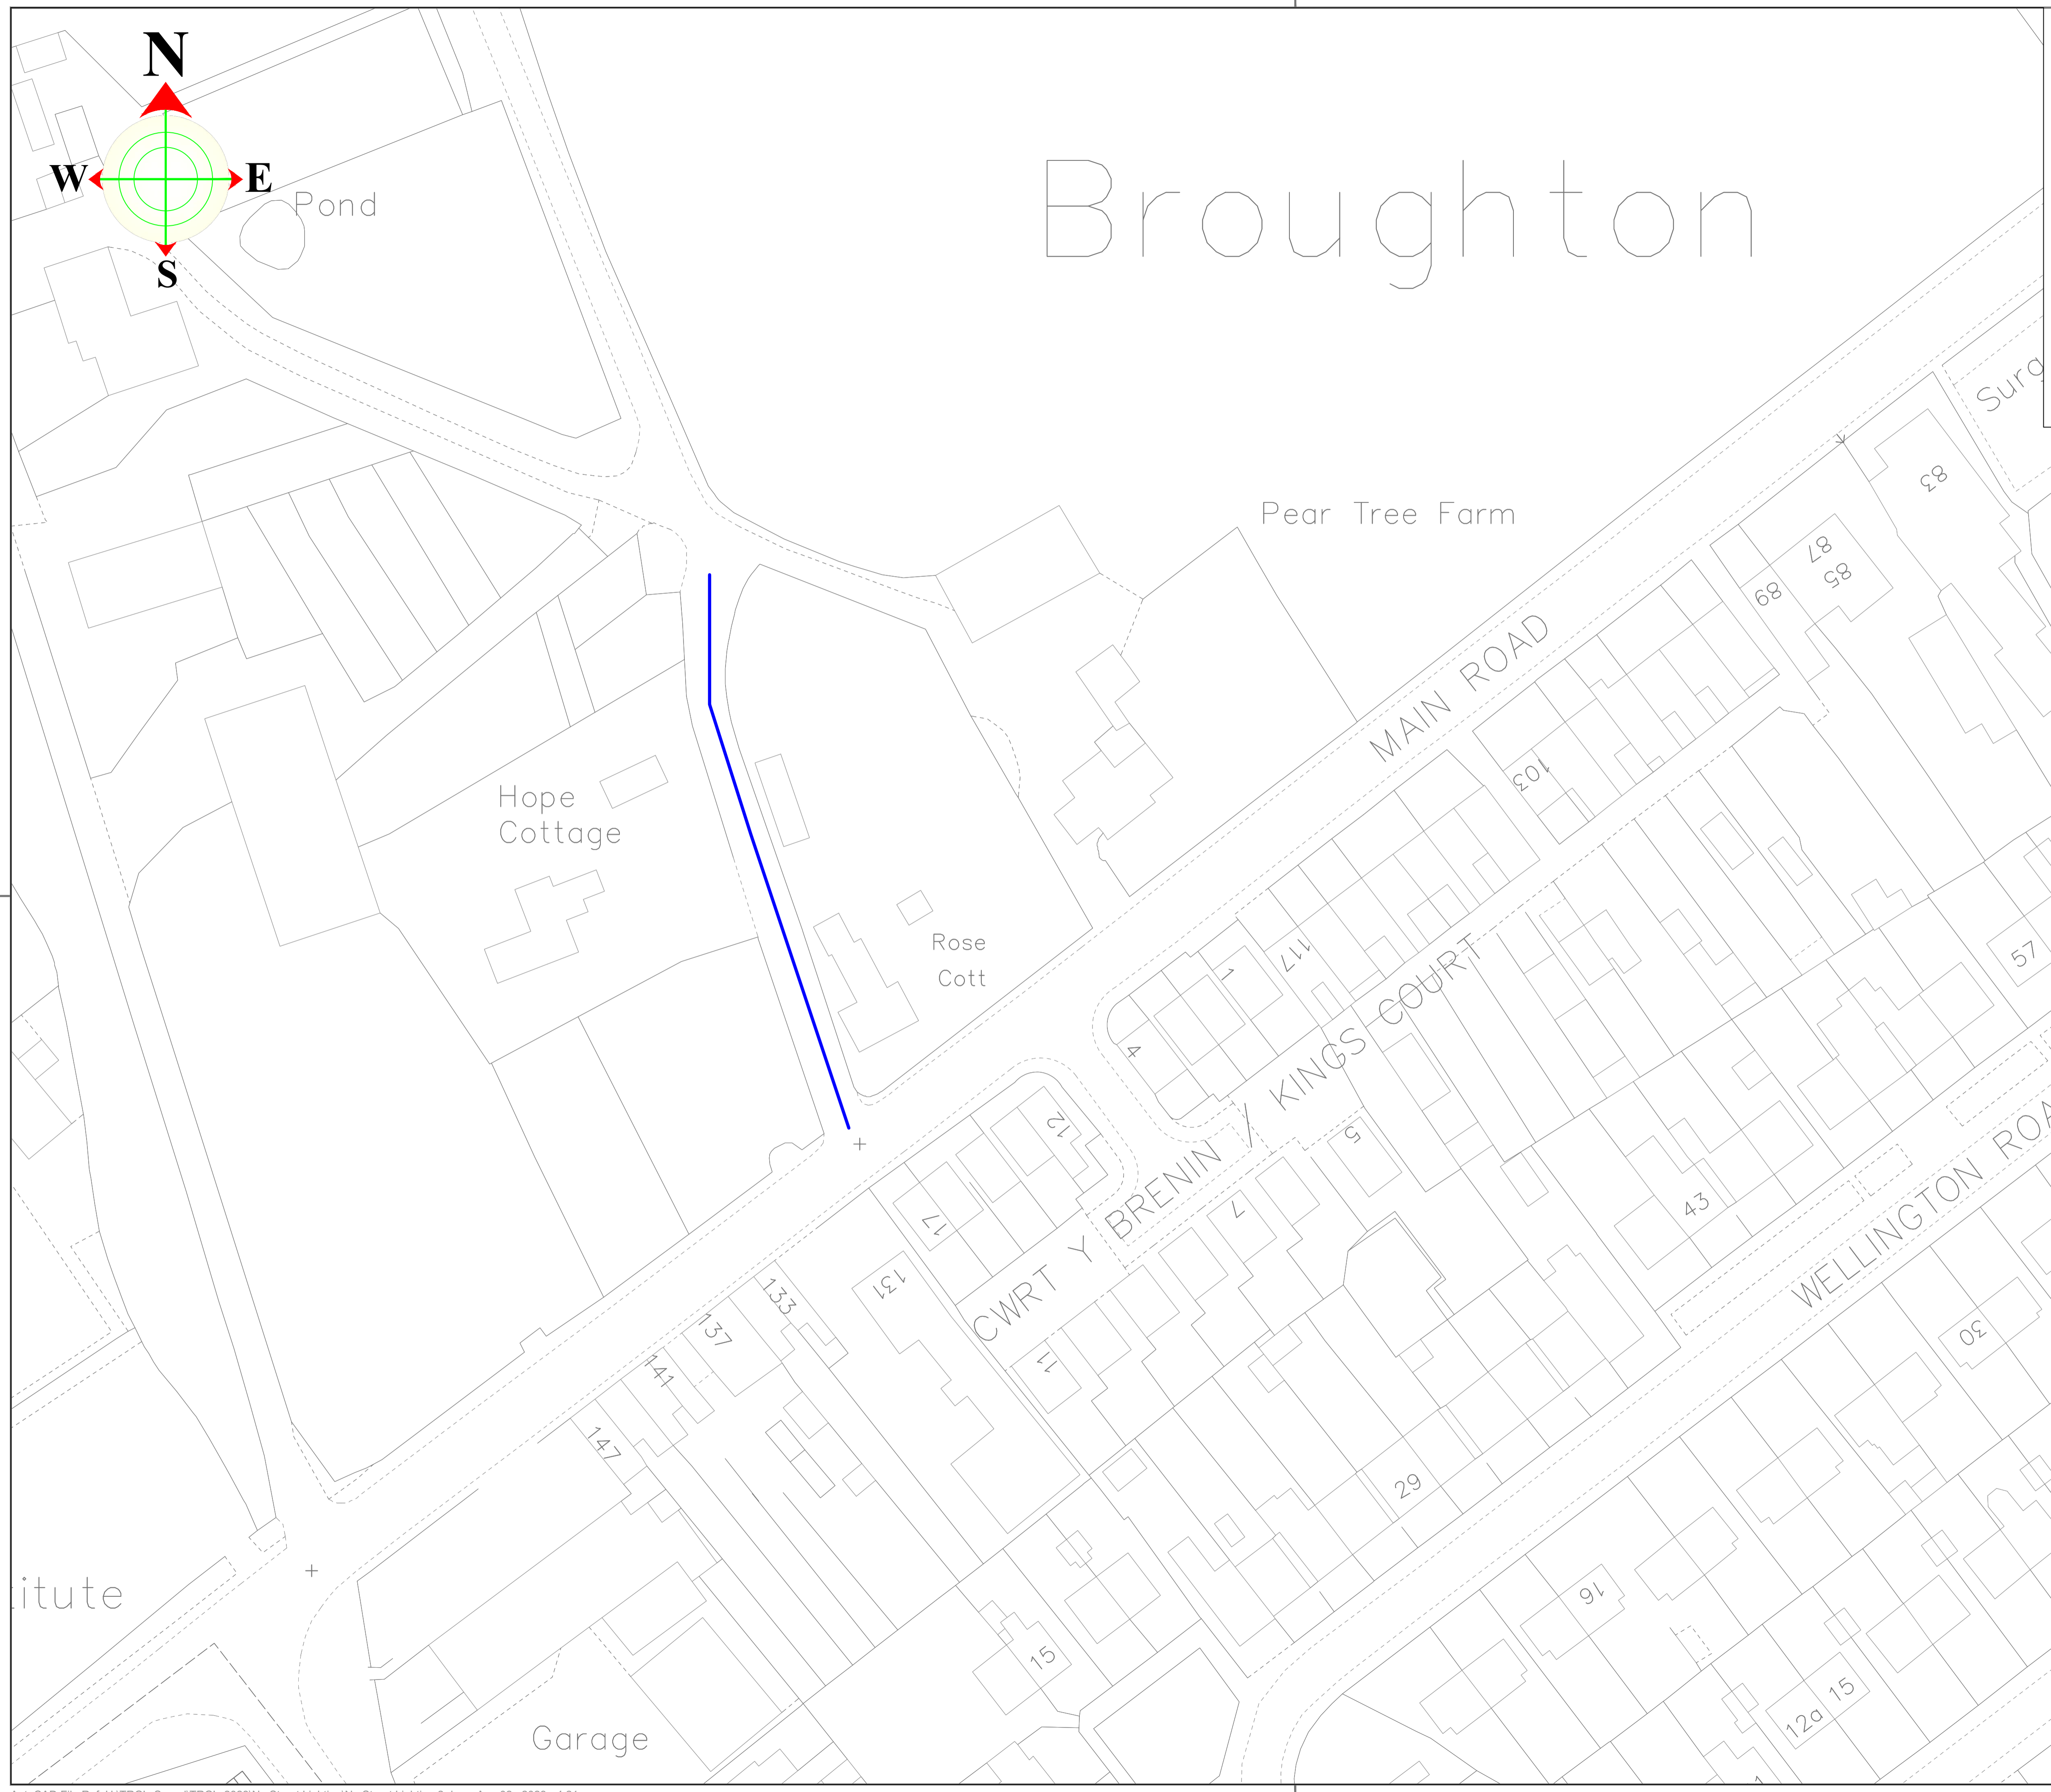 N
W
E
S
Pond
Broughton
Surg
83
Pear Tree Farm
87
85
89
MAIN ROAD
103
Hope
Cottage
Rose
Cott
117
1
57
KINGS COURT
4
5
12
7
17
CWRT Y BRENIN /
43
WELLINGTON ROA
131
133
137
141
11
30
147
29
itute
16
15
15
12a
Garage